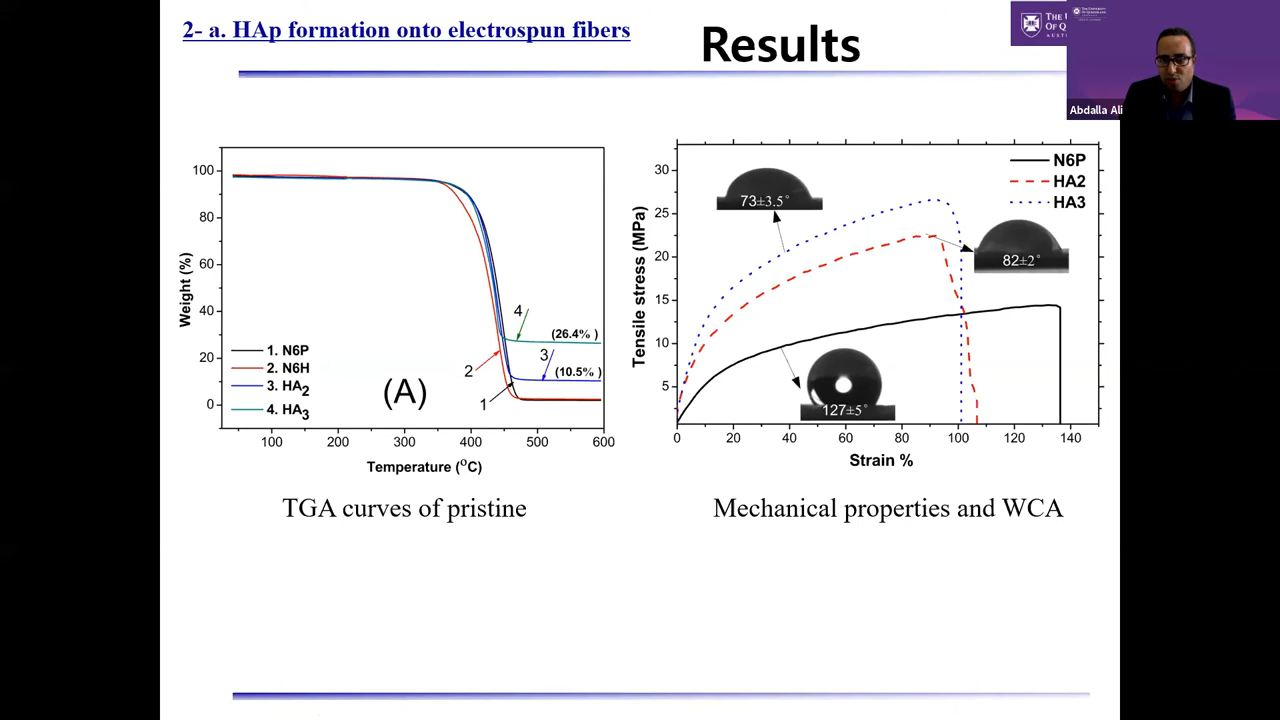 2- a. HAp formation onto electrospun fibers
Results
THE U
OF Q
AUSTR
Abdalla Ali
100
80
60
40
20
0
Weight (%)
1. N6P
2. N6H
3. HA2
4. HA3
(A)
4
(26.4% )
3
(10.5% )
2
1
100
200
300
400
500
600
Temperature (°C)
TGA curves of pristine
30
25
20
15
10
5
Tensile stress (MPa)
N6P
HA2
HA3
73±3.5°
82±2°
127±5°
0
20
40
60
80
100
120
140
Strain %
Mechanical properties and WCA